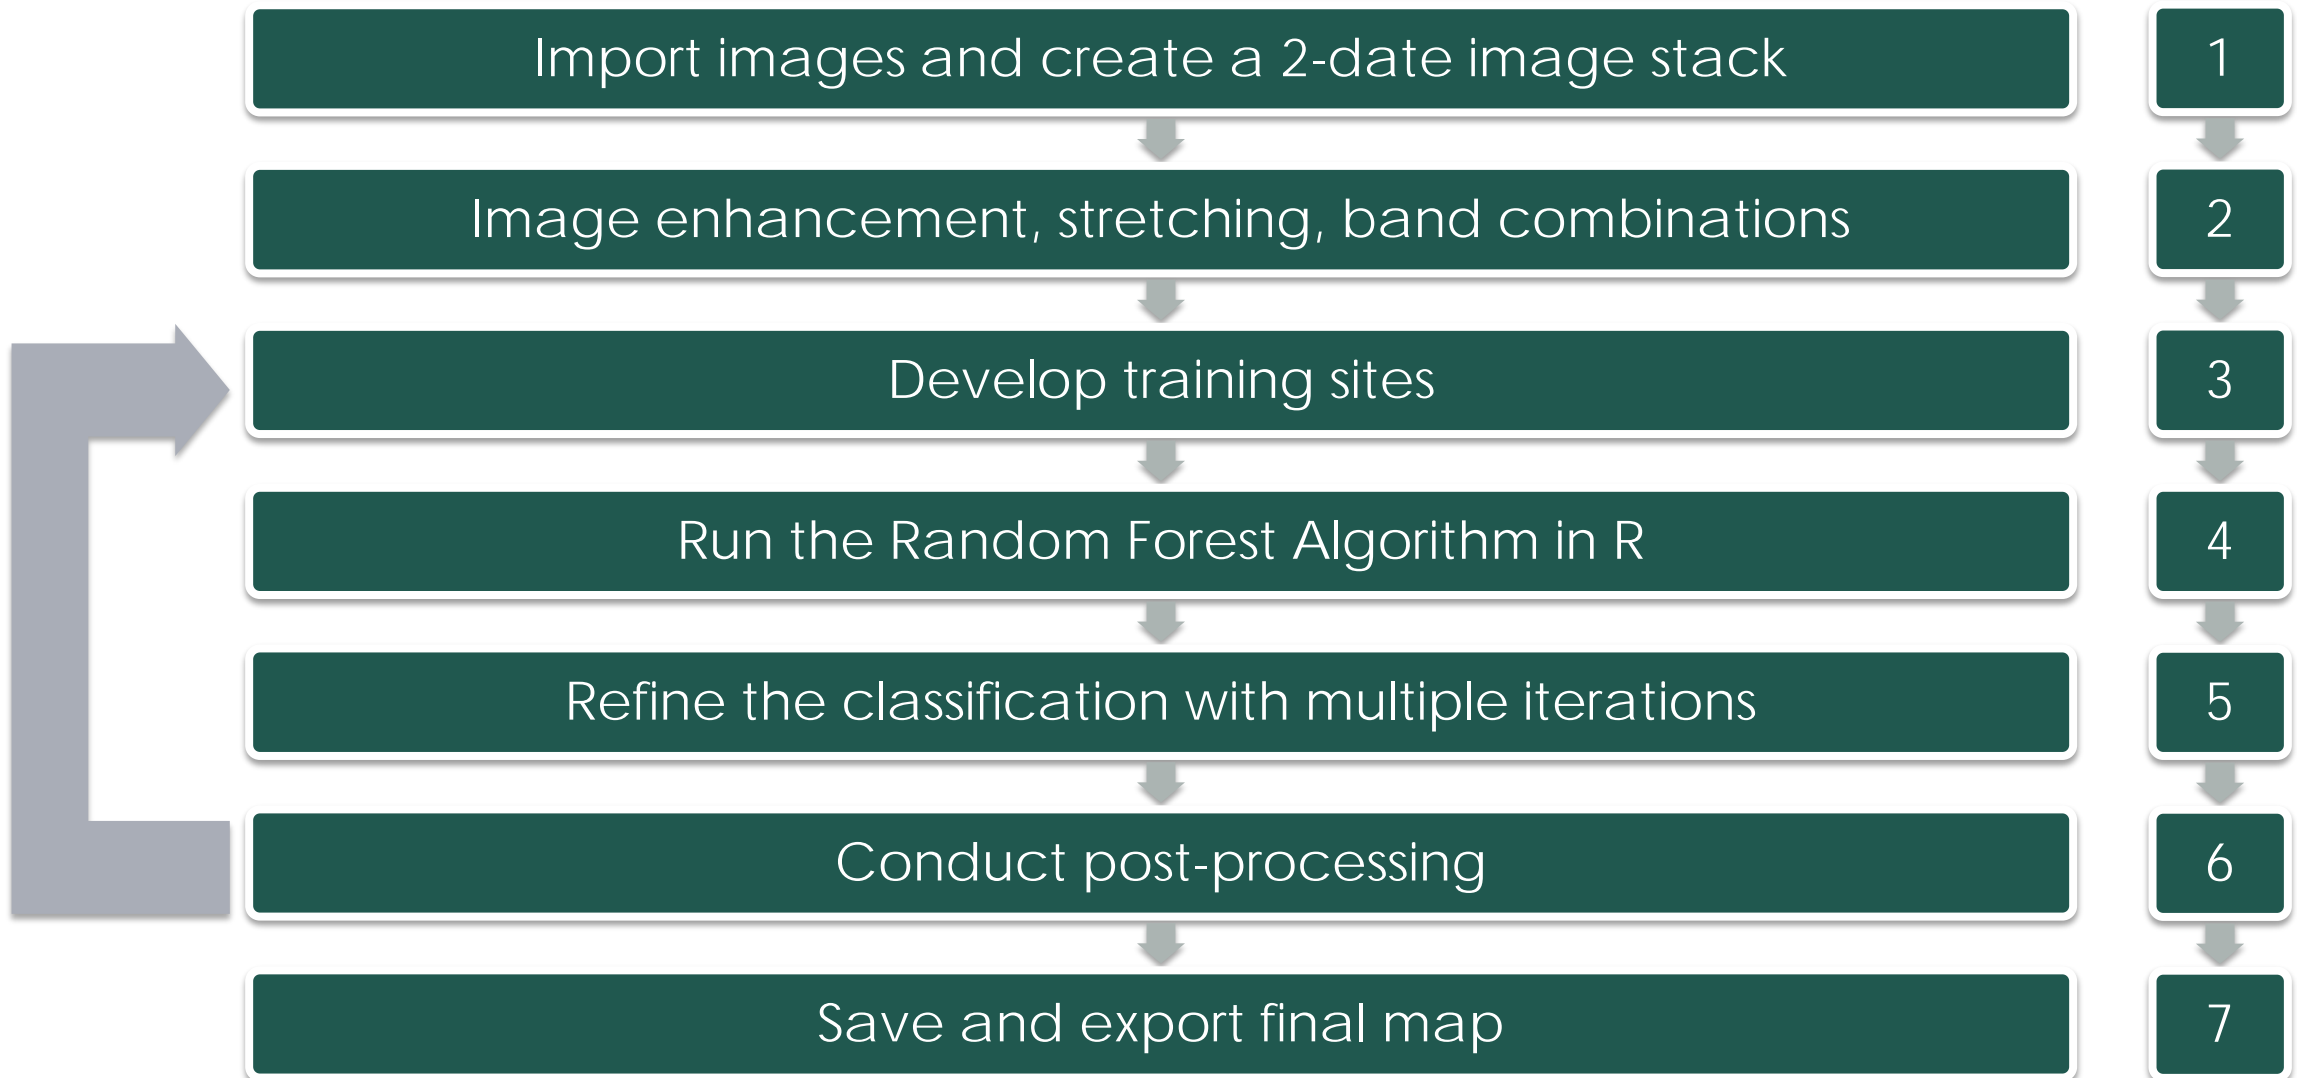 Import images and create a 2-date image stack
1
Image enhancement, stretching, band combinations
2
Develop training sites
3
Run the Random Forest Algorithm in R
4
Refine the classification with multiple iterations
5
Conduct post-processing
6
Save and export final map
7